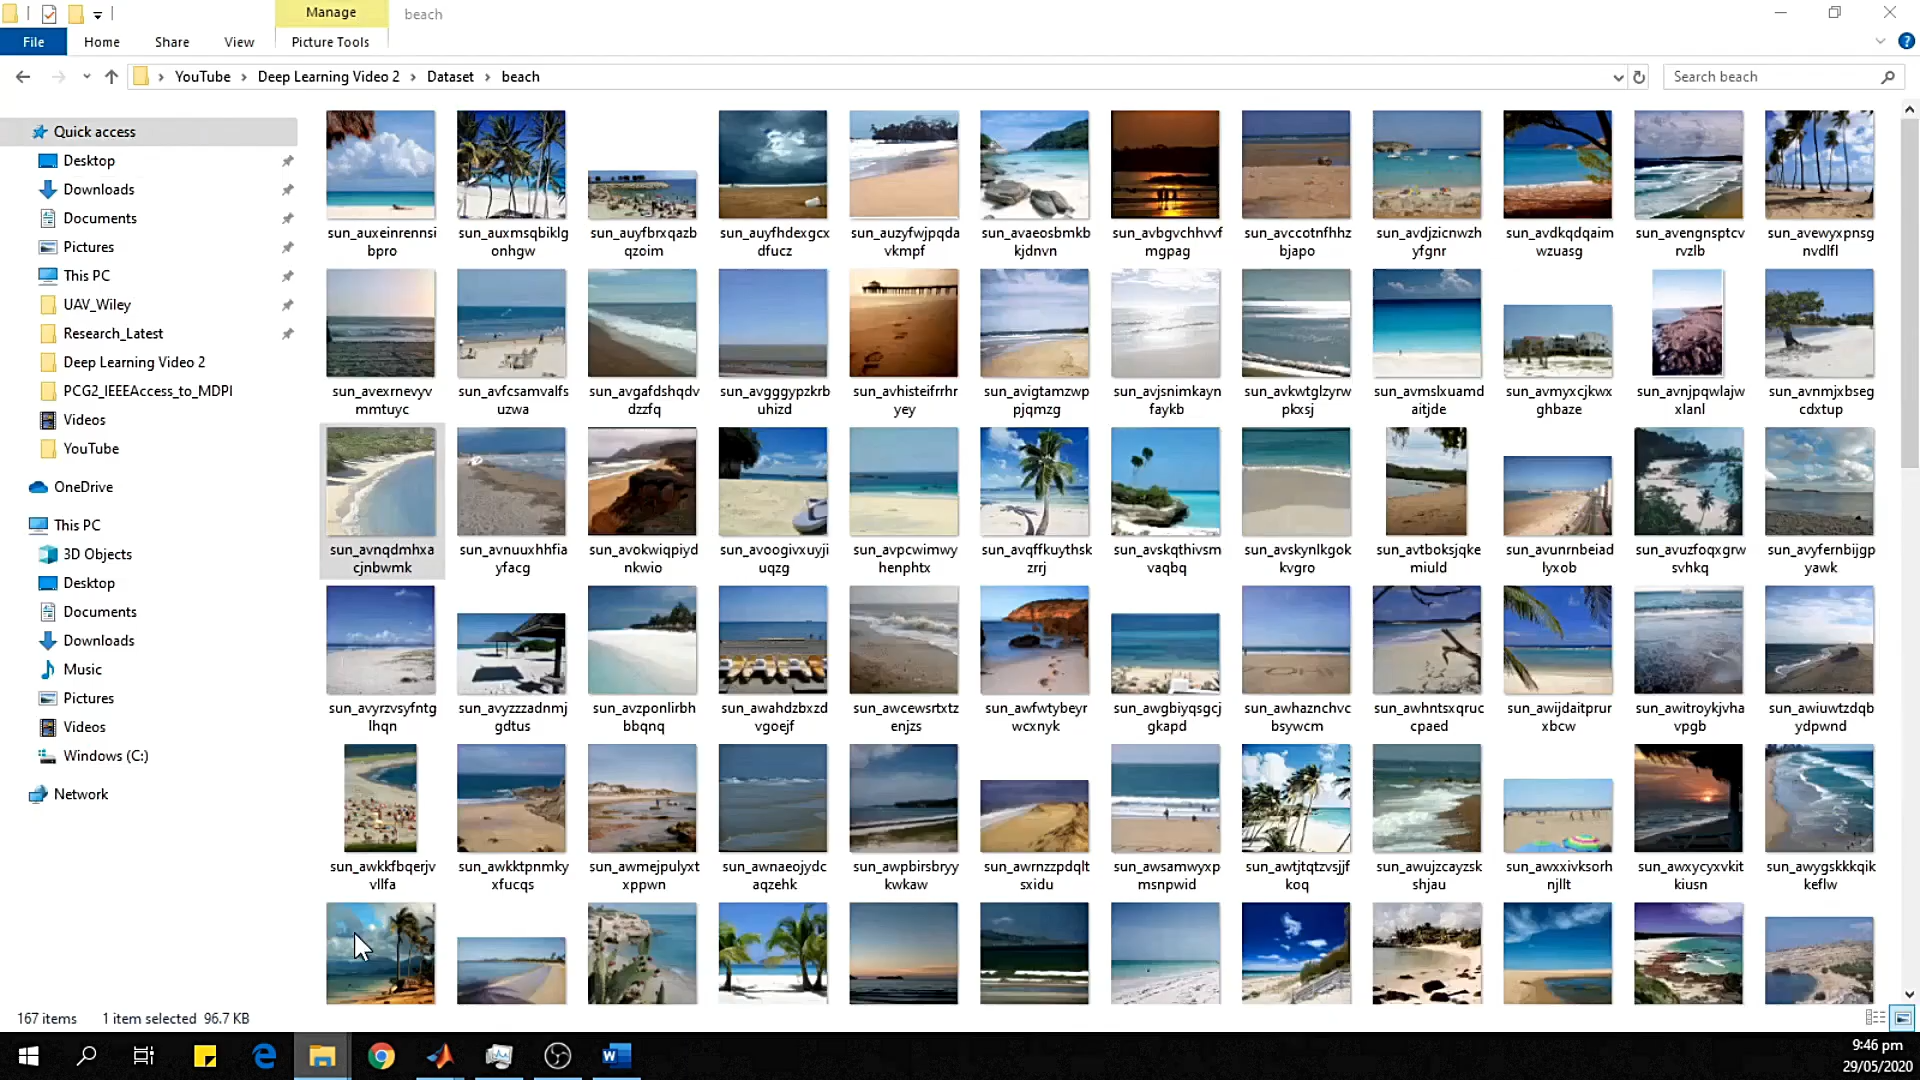 Manage
beach
File
Home
Share
View
Picture Tools
YouTube
Deep Learning Video 2
Dataset
beach
Search beach
Quick access
Desktop
Downloads
Documents
Pictures
This PC
UAV_Wiley
Research_Latest
Deep Learning Video 2
PCG2_IEEEAccess_to_MDPI
Videos
YouTube
OneDrive
This PC
3D Objects
Desktop
Documents
Downloads
Music
Pictures
Videos
Windows (C:)
Network
sun_auxeinrennsi
bpro
sun_auxmsqbiklg
onhgw
sun_auyfbrxqazb
qzoim
sun_auyfhdexgcx
dfucz
sun_auzyfwjpqda
vkmpf
sun_avaeosbmkb
kjdnvn
sun_avbgvchhvvf
mgpag
sun_avccotnfhhz
bjapo
sun_avdjzicnwzh
yfgnr
sun_avdkqdqaim
wzuasg
sun_avengnsptcv
rvzlb
sun_avewyxpnsg
nvdlfl
sun_avexrnevyv
mmtuyc
sun_avfcsamvalfs
uzwa
sun_avgafdshqdv
dzzfq
sun_avgggypzkrb
uhizd
sun_avhisteifrrhr
yey
sun_avigtamzwp
pjqmzg
sun_avjsnimkayn
faykb
sun_avkwtglzyrw
pkxsj
sun_avmslxuamd
aitjde
sun_avmyxcjkwx
ghbaze
sun_avnjpqwlajw
xlanl
sun_avnmjxbseg
cdxtup
sun_avnqdmhxa
cjnbwmk
sun_avnuuxhhfia
yfacg
sun_avokwiqpiyd
nkwio
sun_avoogivxuyji
uqzg
sun_avpcwimwy
henphtx
sun_avqffkuythsk
zrrj
sun_avskqthivsm
vaqbq
sun_avskynlkgok
kvgro
sun_avtboksjqke
miuld
sun_avunrnbeiad
lyxob
sun_avuzfoqxgrw
svhkq
sun_avyfernbijgp
yawk
sun_avyrzvsyfntg
lhqn
sun_avyzzzadnmj
gdtus
sun_avzponlirbh
bbqnq
sun_awahdzbxzd
vgoejf
sun_awcewsrtxtz
enjzs
sun_awfwtybeyr
wcxnyk
sun_awgbiyqsgcj
gkapd
sun_awhaznchvc
bsywcm
sun_awhntsxqruc
cpaed
sun_awijdaitprur
xbcw
sun_awitroykjvha
vpgb
sun_awiuwtzdqb
ydpwnd
sun_awkkfbqerjv
vllfa
sun_awkktpnmky
xfucqs
sun_awmejpulyxt
xppwn
sun_awnaeojydc
aqzehk
sun_awpbirsbryy
kwkaw
sun_awrnzzpdqlt
sxidu
sun_awsamwyxp
msnpwid
sun_awtjtqtzvsjjf
koq
sun_awujzcayzsk
shjau
sun_awxxivksorh
njllt
sun_awxycyxvkit
kiusn
sun_awygskkkqik
keflw
167 items
1 item selected 96.7 KB
9:46 pm
29/05/2020